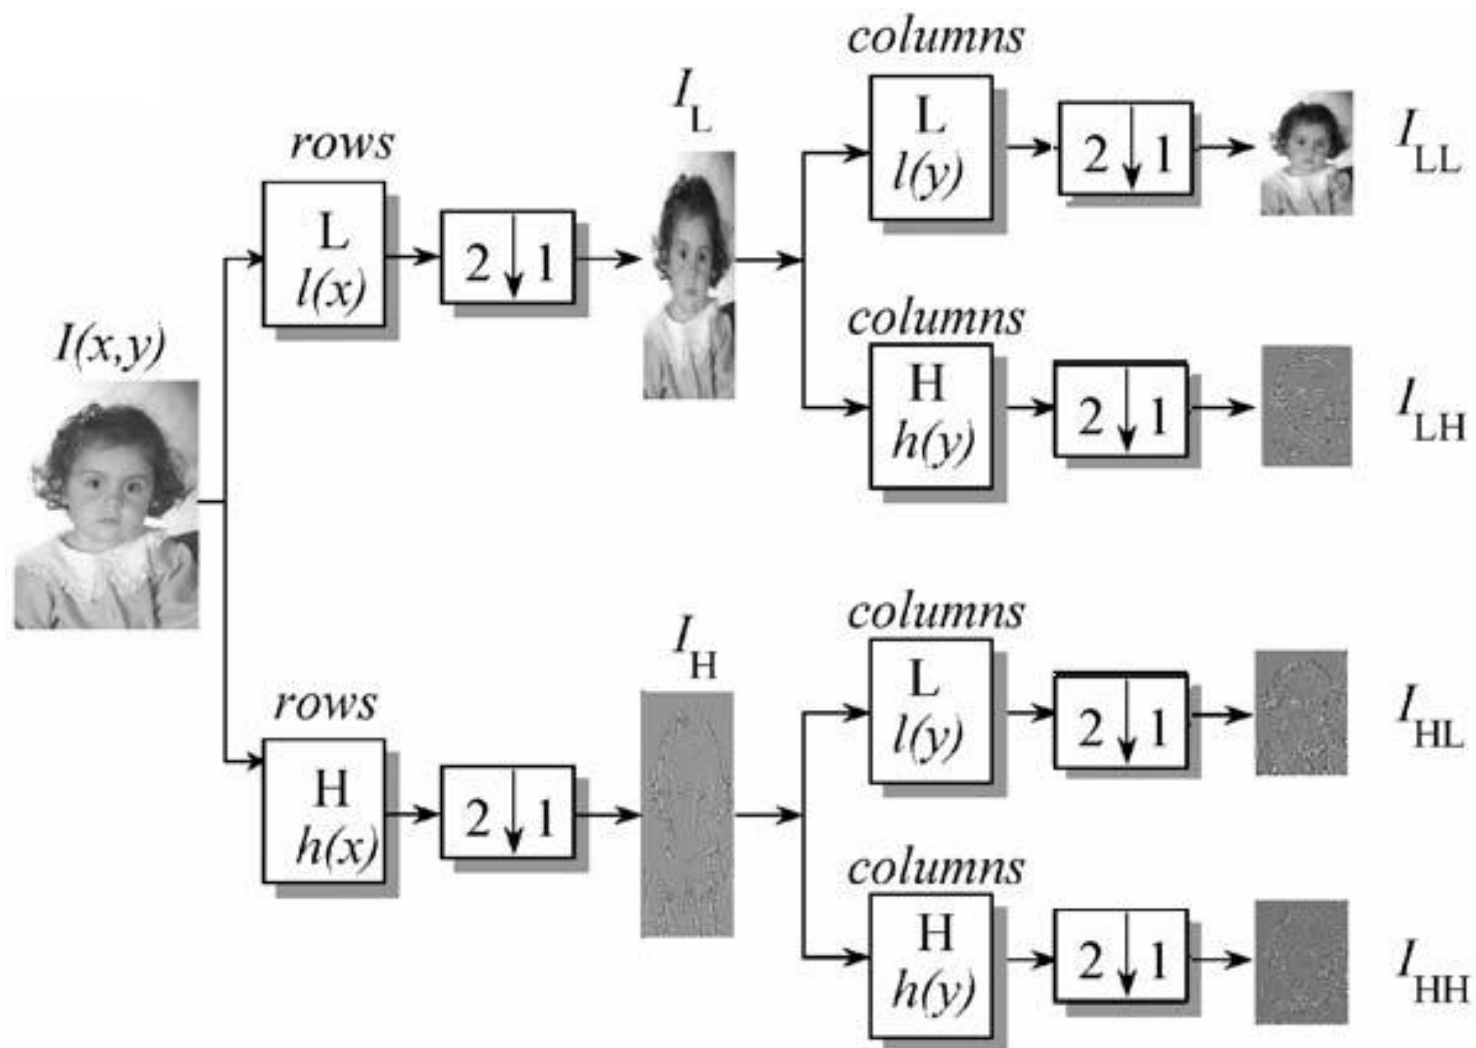 columns
I_L
L
l(y)
2↓1
I_LL
rows
L
l(x)
2↓1
columns
H
h(y)
2↓1
I_LH
I(x,y)
columns
I_H
L
l(y)
2↓1
I_HL
rows
H
h(x)
2↓1
columns
H
h(y)
2↓1
I_HH